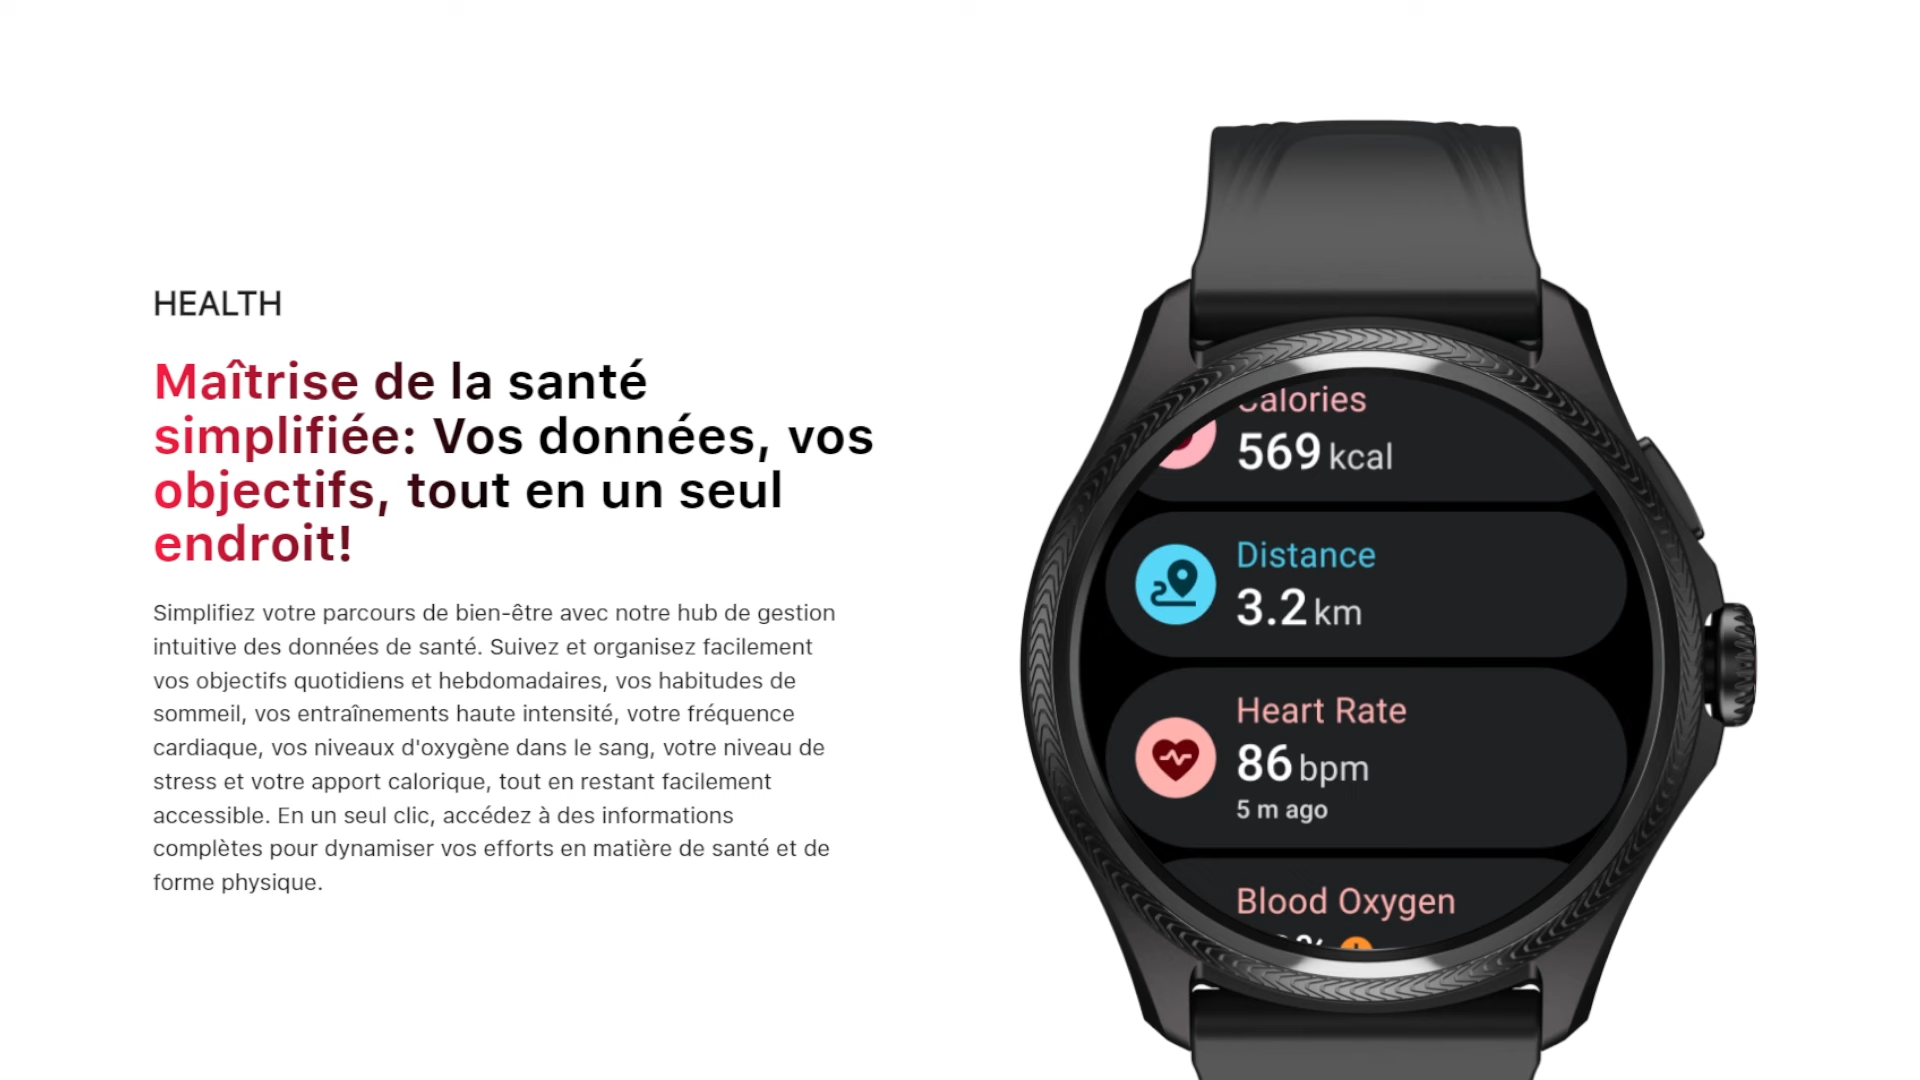 HEALTH
Maîtrise de la santé
simplifiée: Vos données, vos
objectifs, tout en un seul
endroit!
Simplifiez votre parcours de bien-être avec notre hub de gestion
intuitive des données de santé. Suivez et organisez facilement
vos objectifs quotidiens et hebdomadaires, vos habitudes de
sommeil, vos entraînements haute intensité, votre fréquence
cardiaque, vos niveaux d'oxygène dans le sang, votre niveau de
stress et votre apport calorique, tout en restant facilement
accessible. En un seul clic, accédez à des informations
complètes pour dynamiser vos efforts en matière de santé et de
forme physique.
Calories
569 kcal
Distance
3.2 km
Heart Rate
86 bpm
5 m ago
Blood Oxygen